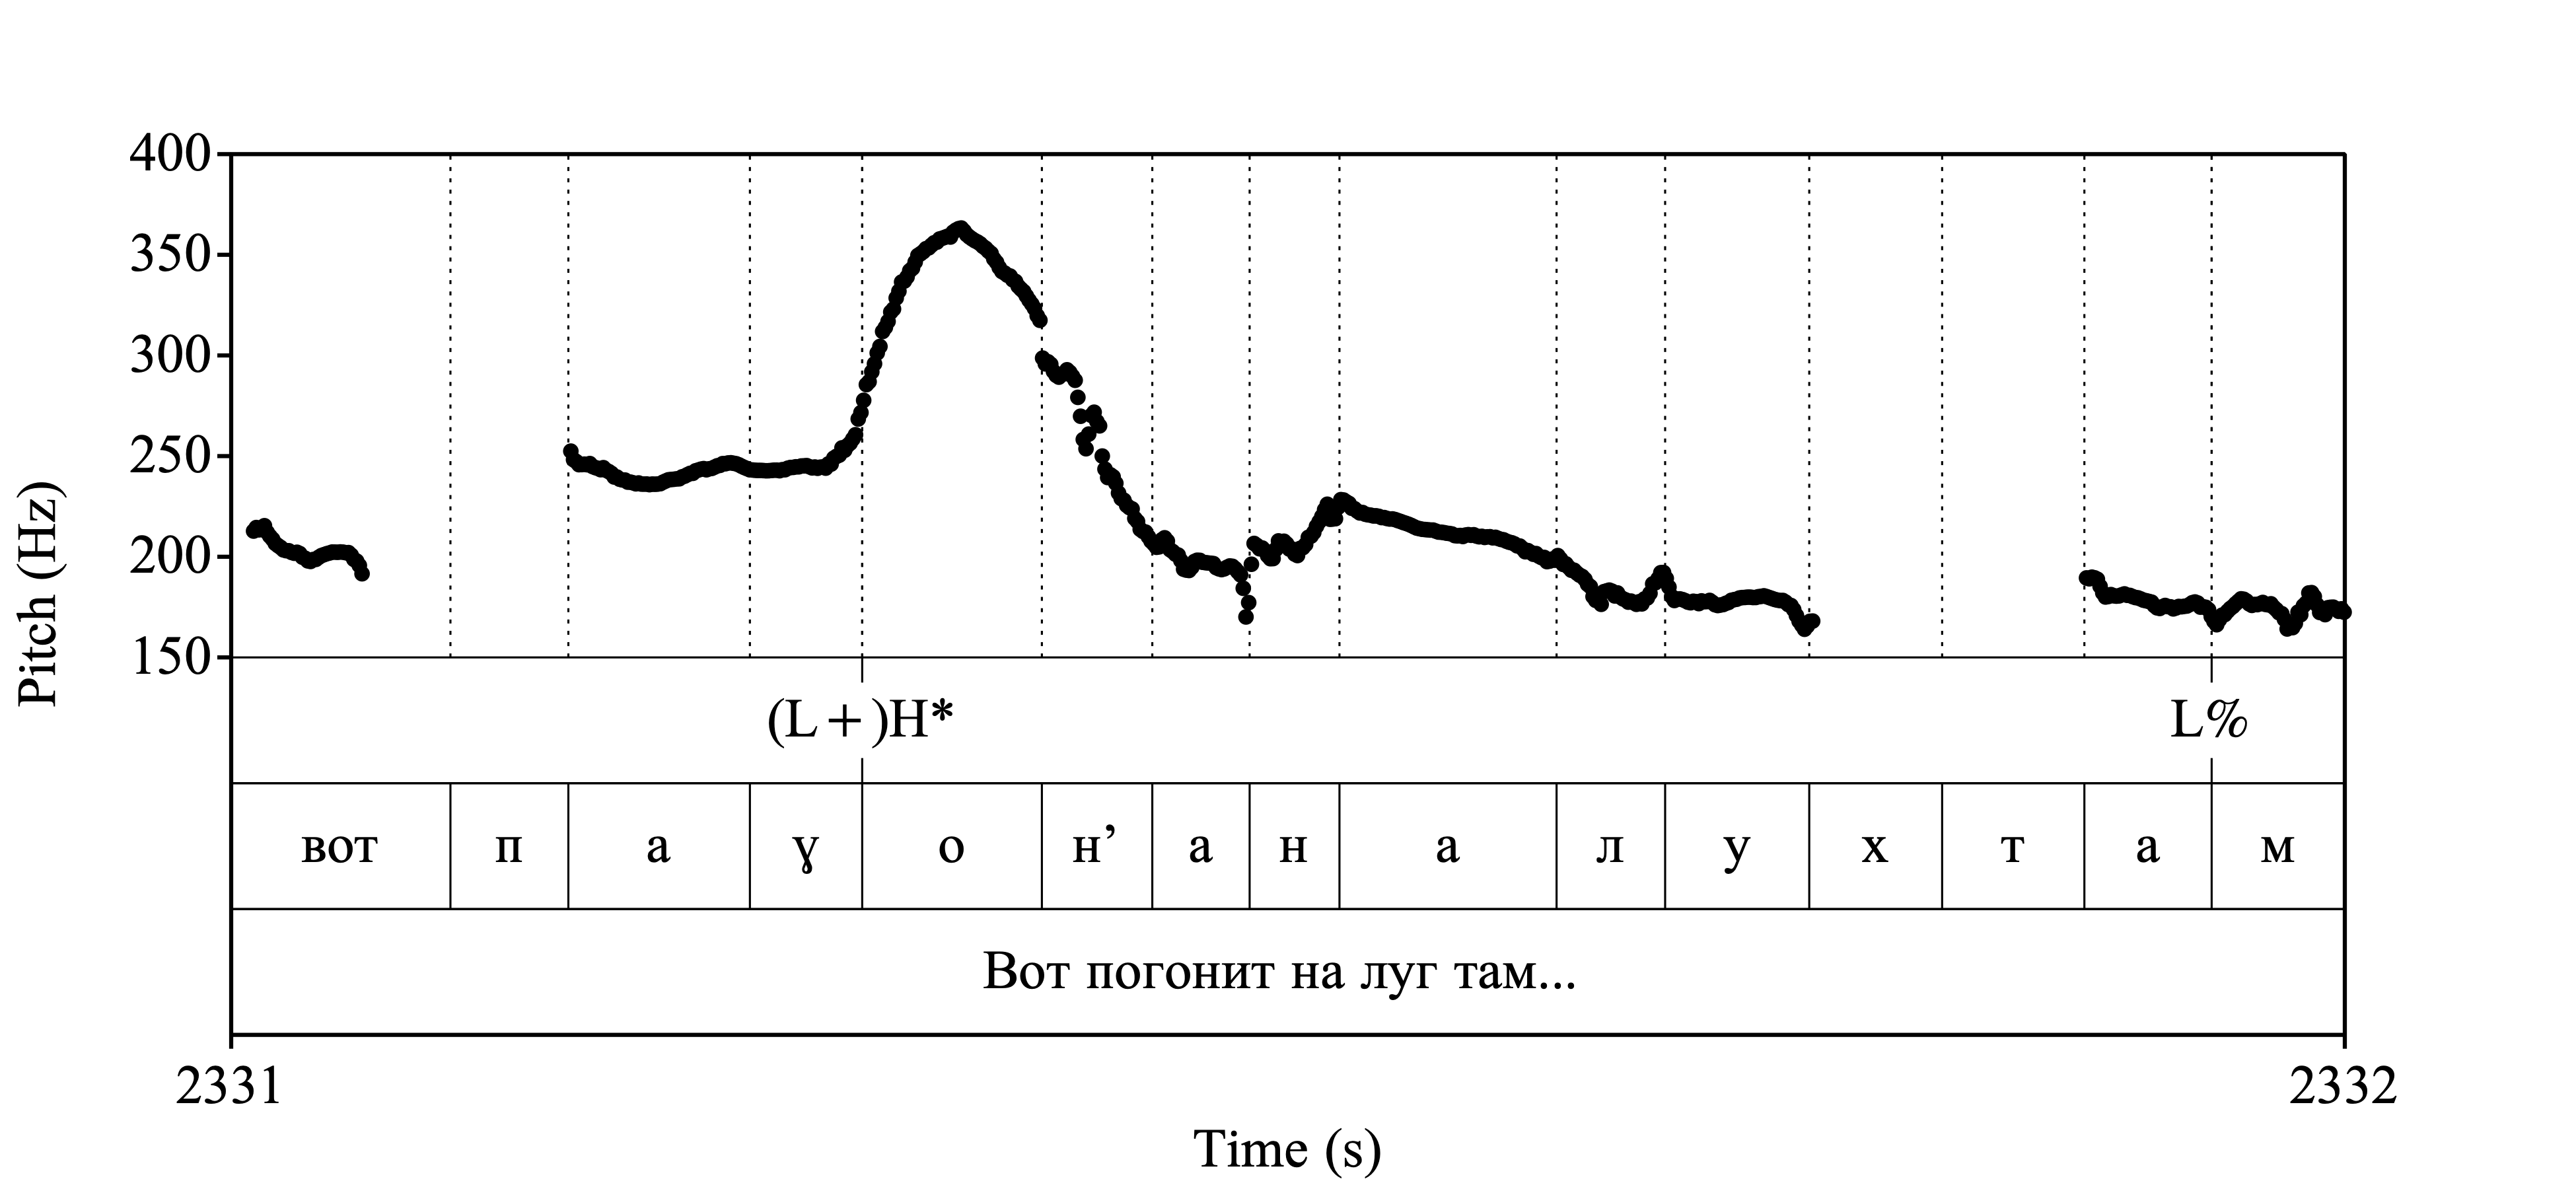 400
350
300
250
200
150
Pitch (Hz)
(L+)H* L%
вот п а ɣ о н’ а н а л у х т а м
Вот погонит на луг там...
2331 2332
Time (s)